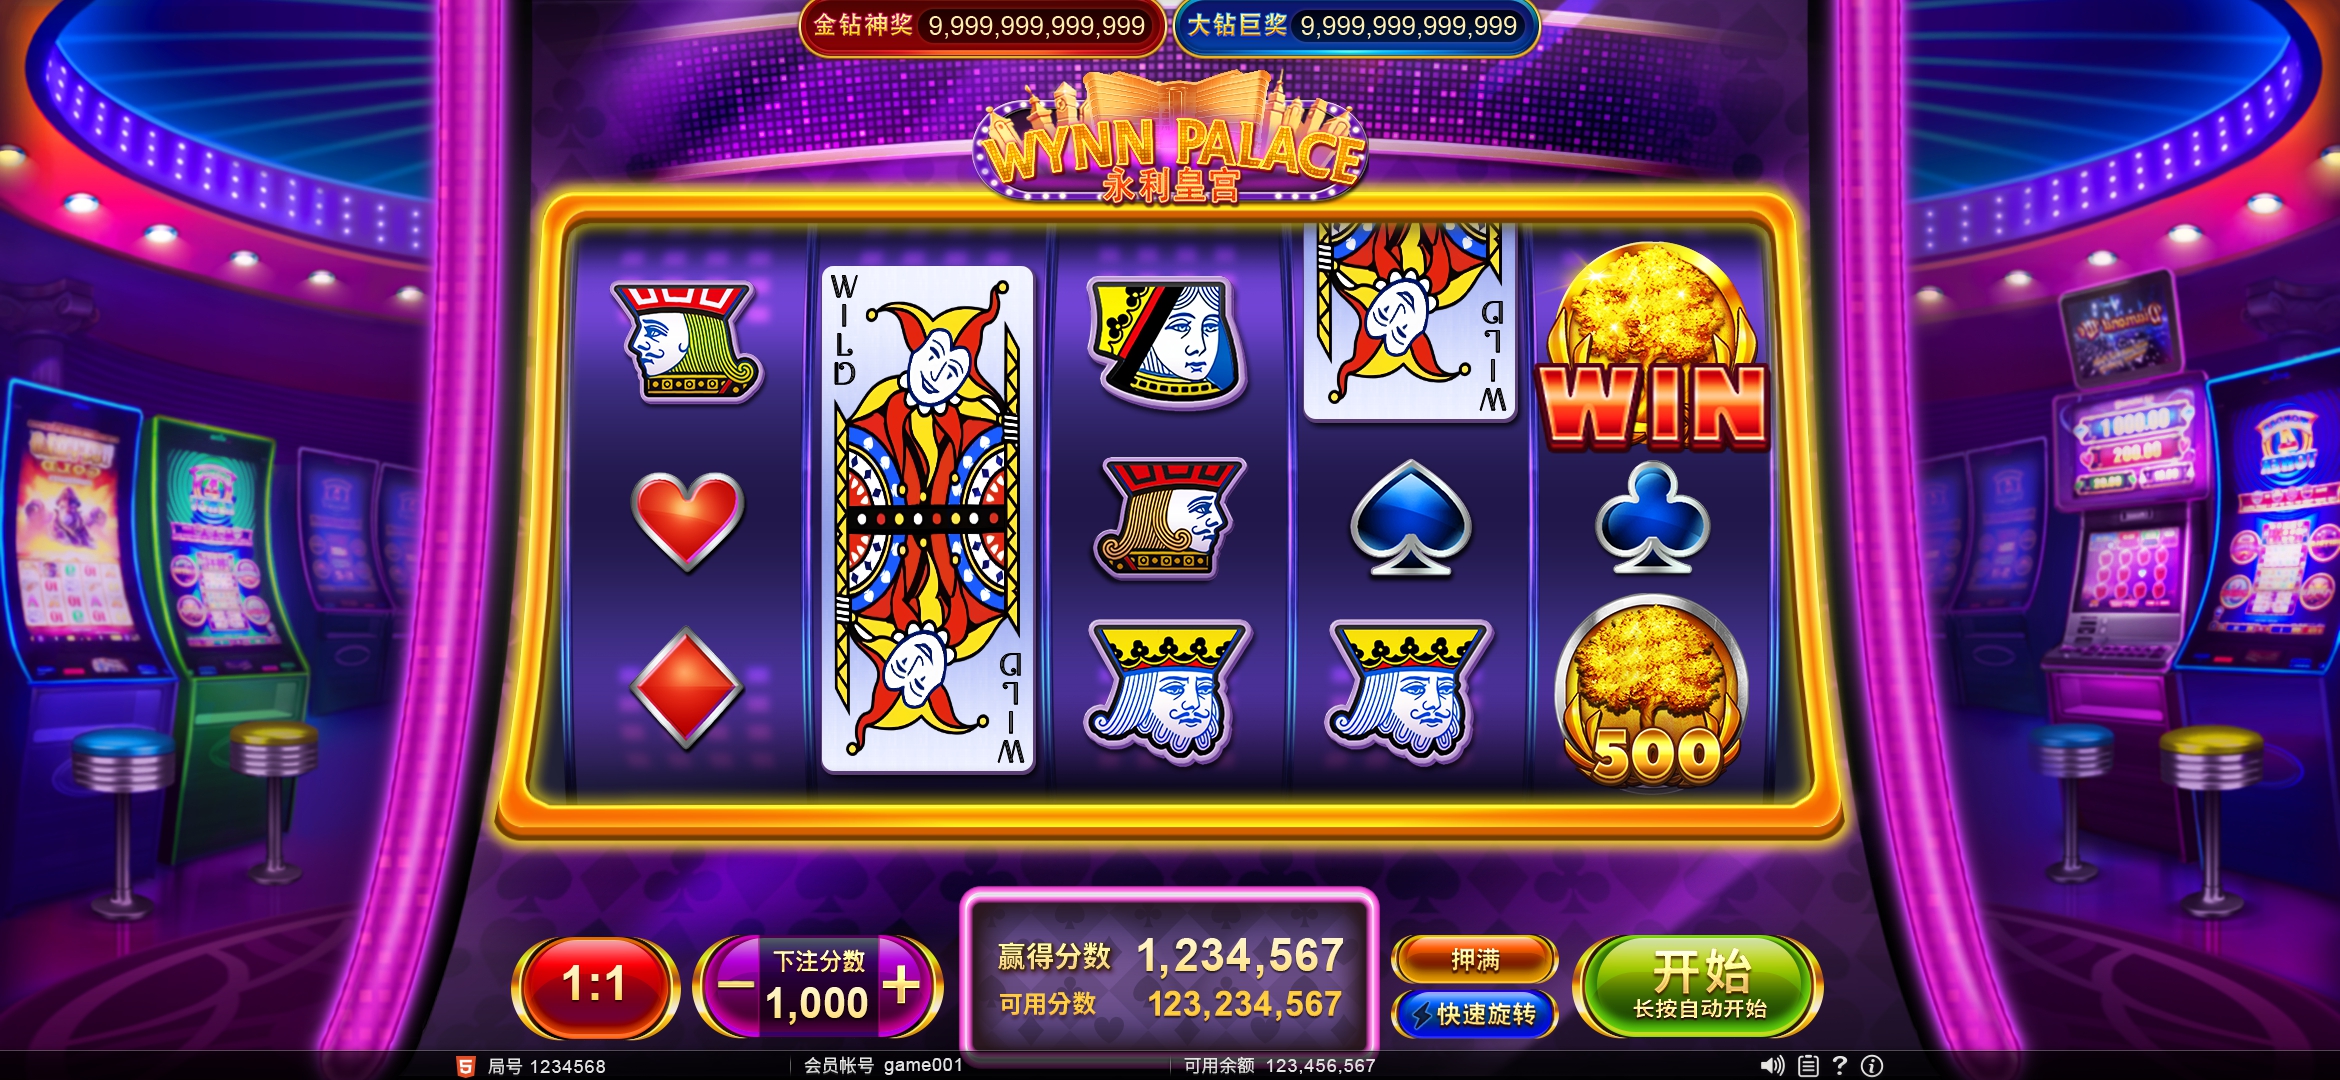 金钻神奖 9,999,999,999,999
大钻巨奖 9,999,999,999,999
WYNN PALACE
永利皇宫
WILD
WILD
WILD
WIN
500
1:1
下注分数
1,000
赢得分数 1,234,567
可用分数 123,234,567
押满
快速旋转
开始
长按自动开始
局号 1234568
会员帐号 game001
可用余额 123,456,567